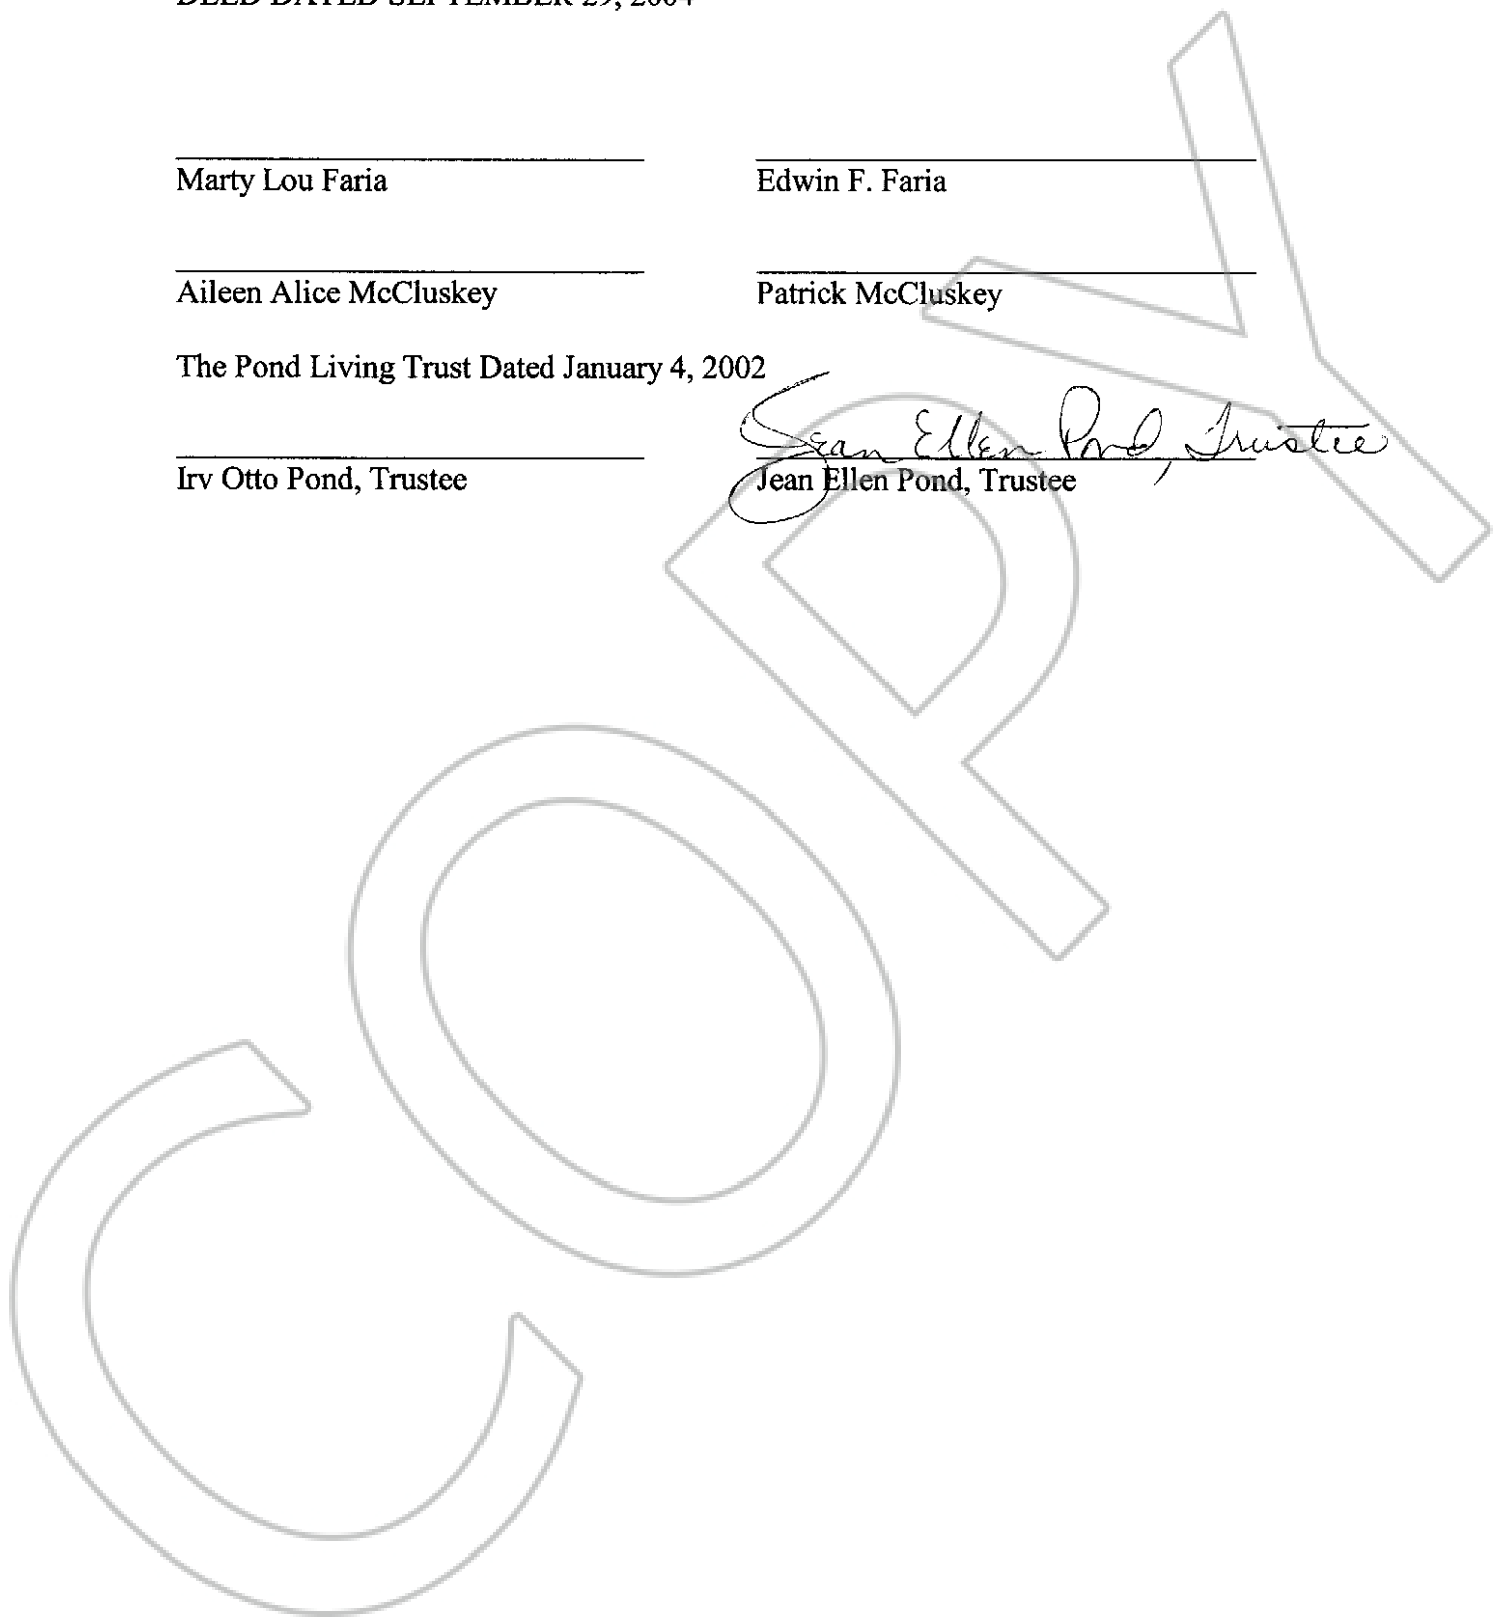 DEED DATED SEPTEMBER 29, 2004
Marty Lou Faria Edwin F. Faria
Aileen Alice McCluskey Patrick McCluskey
The Pond Living Trust Dated January 4, 2002
Jean Ellen Pond, Trustee
Irv Otto Pond, Trustee Jean Ellen Pond, Trustee
COPY